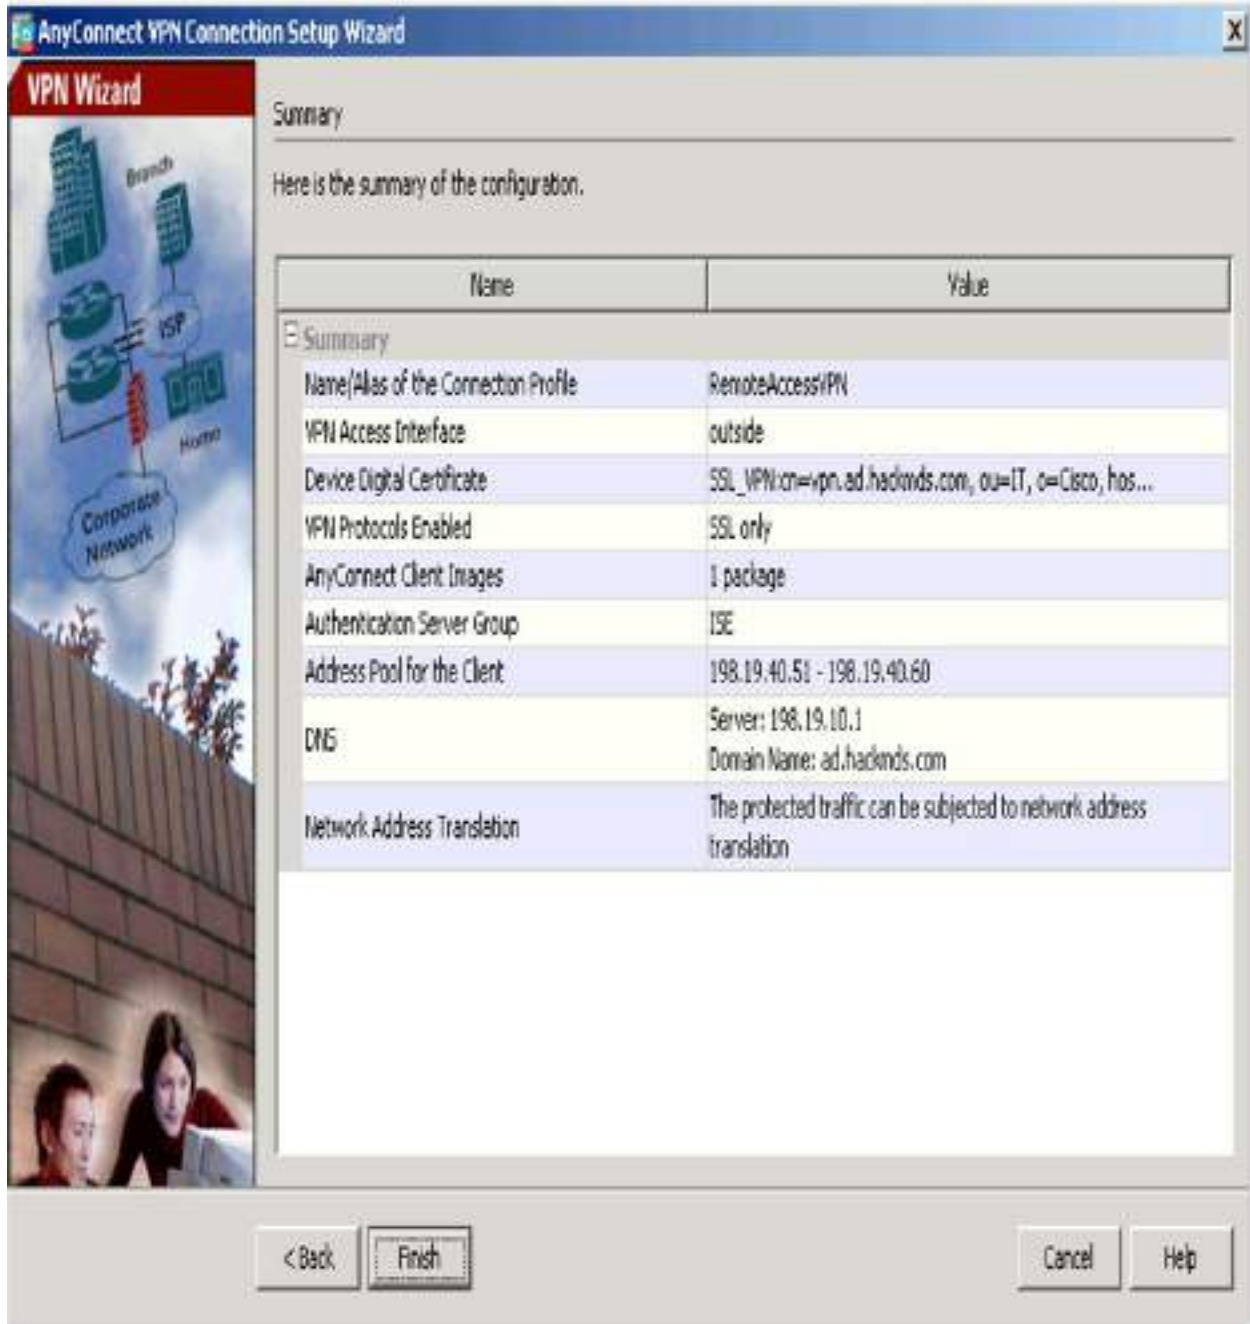 AnyConnect VPN Connection Setup Wizard
X
VPN Wizard
Branch
ISP
Home
Corporate
Network
Summary
Here is the summary of the configuration.
Name Value
Summary
Name/Alias of the Connection Profile RemoteAccessVPN
VPN Access Interface outside
Device Digital Certificate SSL_VPN:cn=vpn.ad.hackmds.com, ou=IT, o=Cisco, hos...
VPN Protocols Enabled SSL only
AnyConnect Client Images 1 package
Authentication Server Group ISE
Address Pool for the Client 198.19.40.51 - 198.19.40.60
DNS Server: 198.19.10.1
Domain Name: ad.hackmds.com
Network Address Translation The protected traffic can be subjected to network address
translation
< Back Finish Cancel Help